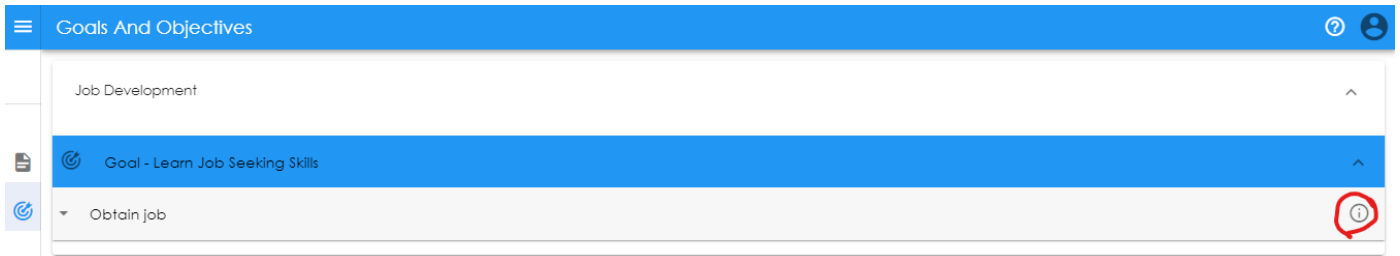 Goals And Objectives
Job Development
Goal - Learn Job Seeking Skills
Obtain job